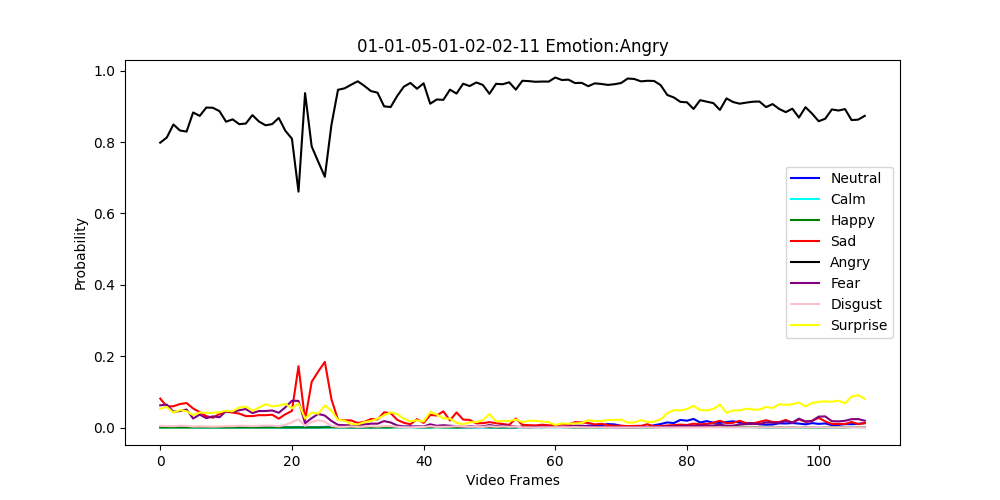 01-01-05-01-02-02-11 Emotion:Angry
1.0
0.8
0.6
0.4
0.2
0.0
Probability
0
20
40
60
80
100
Video Frames
Neutral
Calm
Happy
Sad
Angry
Fear
Disgust
Surprise